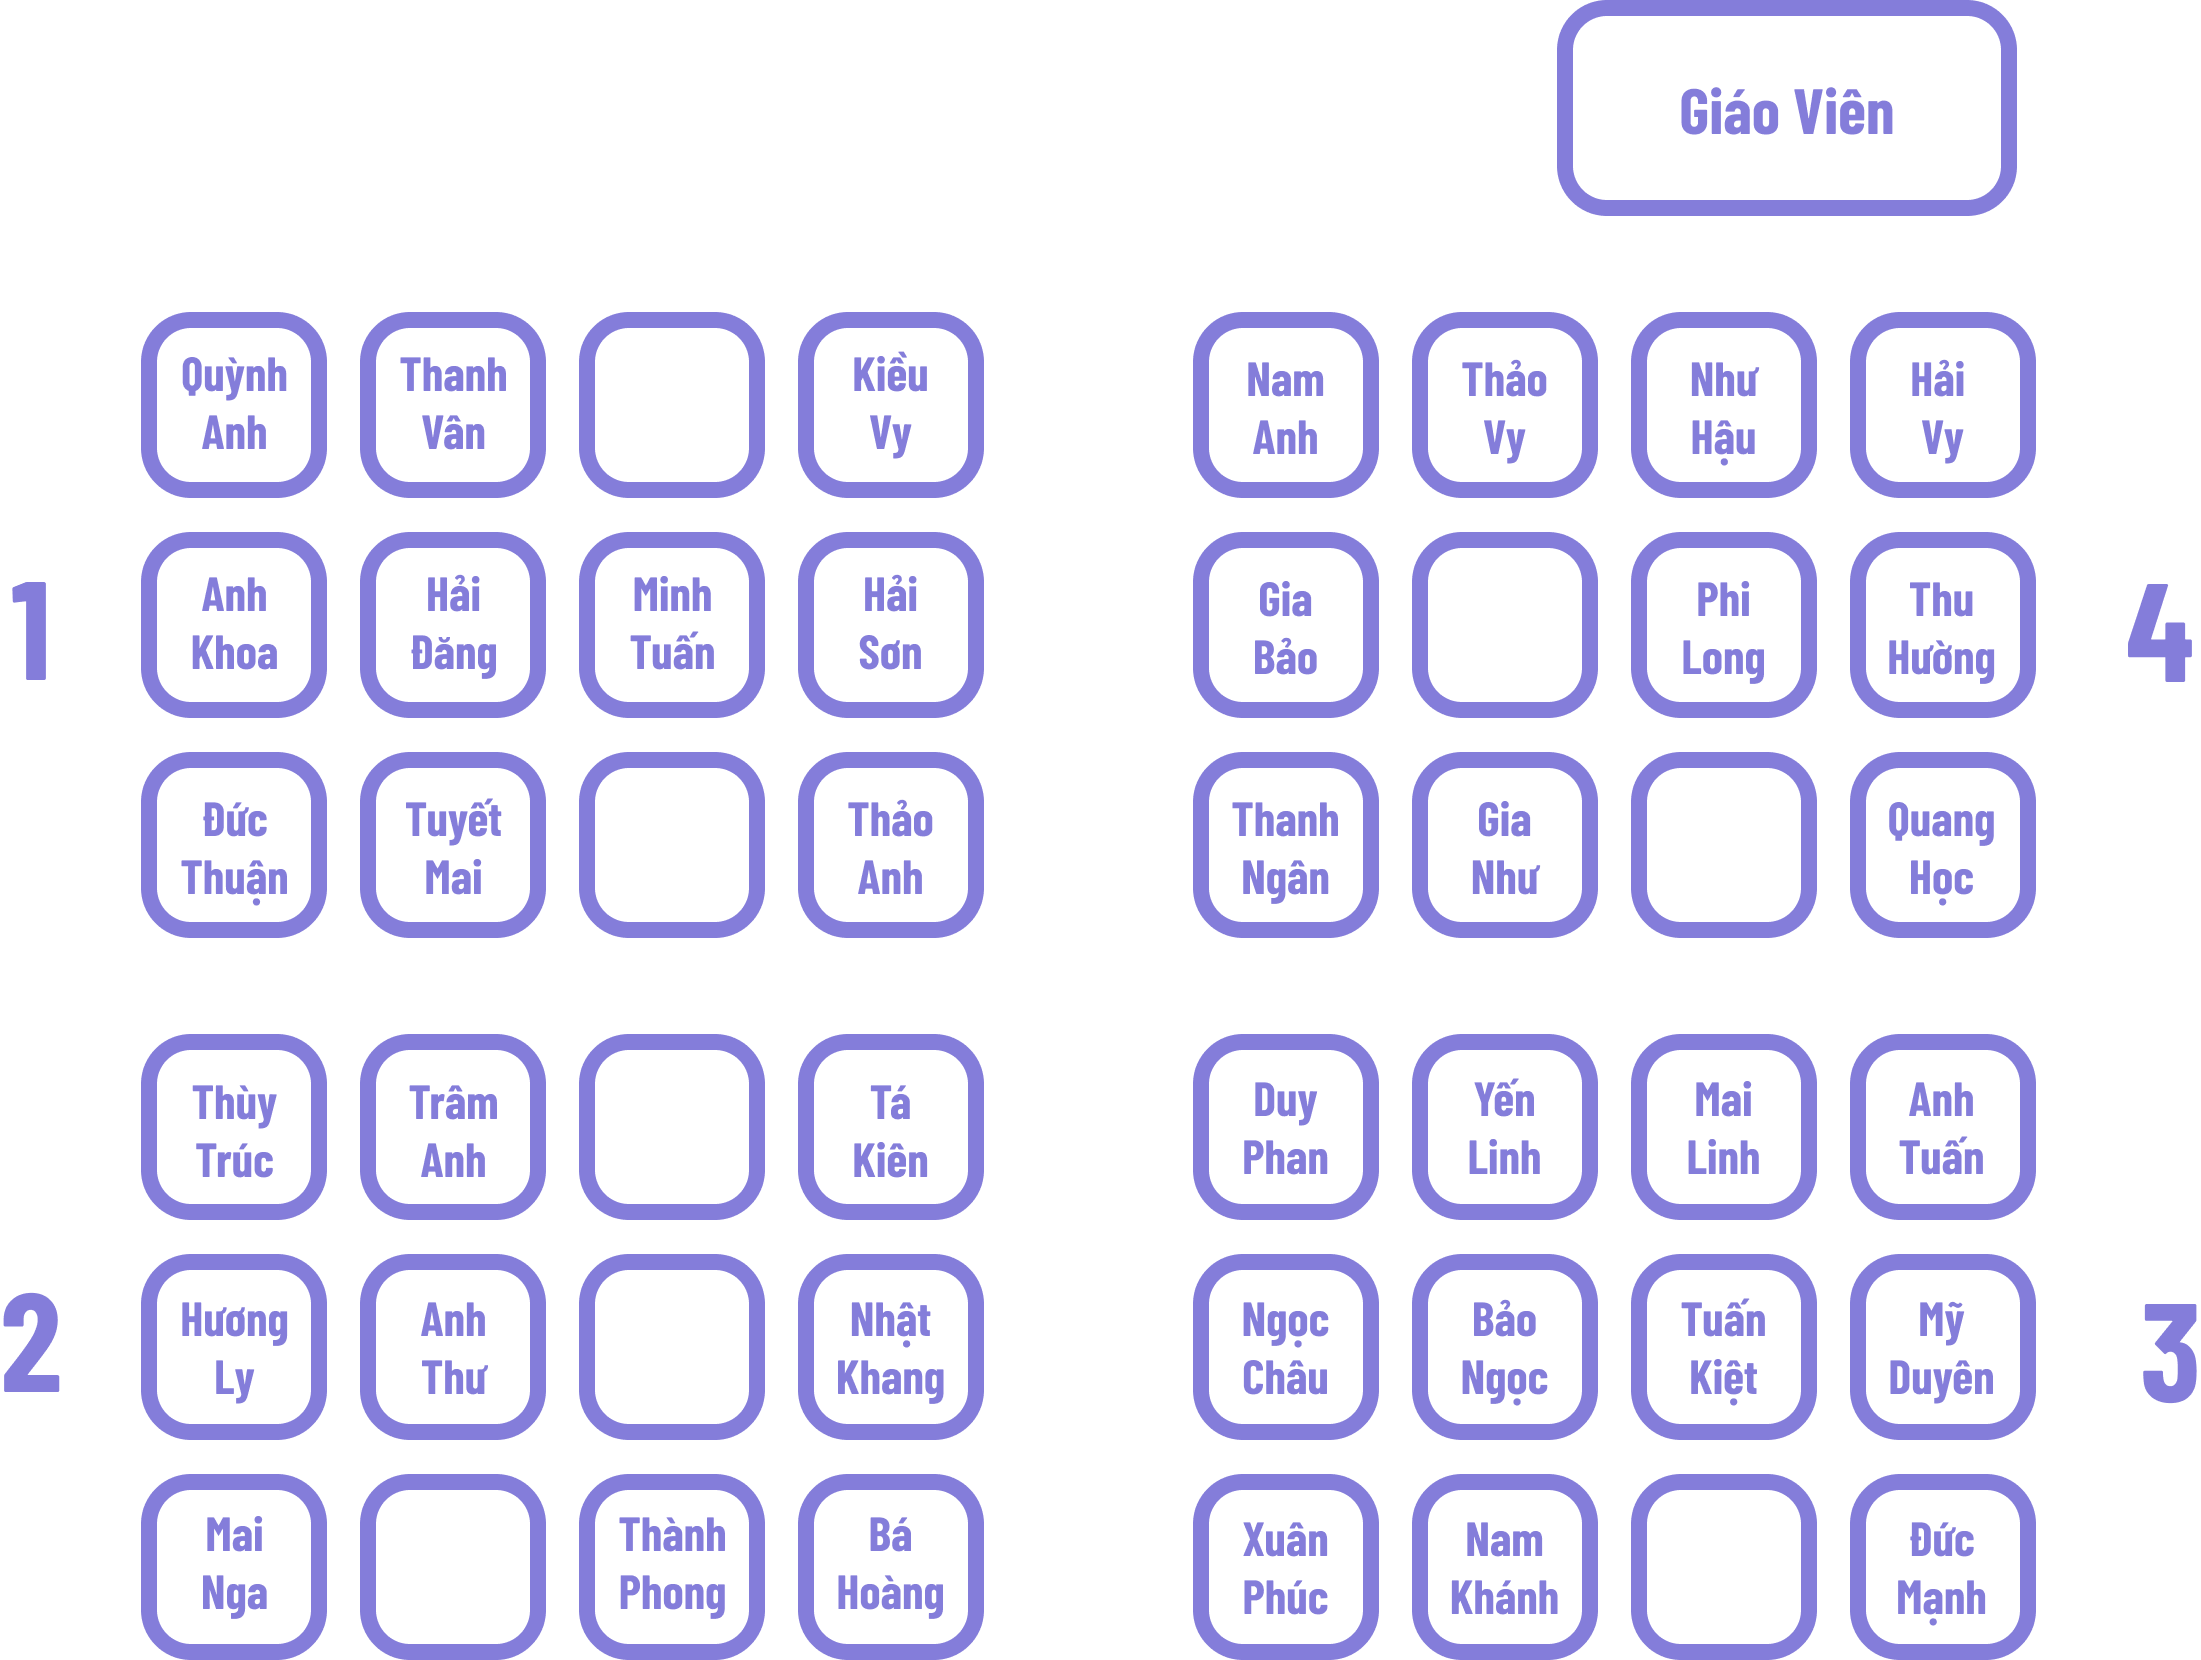 Giáo Viên
Quỳnh
Anh
Thanh
Vân
Kiều
Vy
Nam
Anh
Thảo
Vy
Như
Hậu
Hải
Vy
1
Anh
Khoa
Hải
Đăng
Minh
Tuấn
Hải
Sơn
Gia
Bảo
Phi
Long
Thu
Hường
4
Đức
Thuận
Tuyết
Mai
Thảo
Anh
Thanh
Ngân
Gia
Như
Quang
Học
Thùy
Trúc
Trâm
Anh
Tá
Kiên
Duy
Phan
Yến
Linh
Mai
Linh
Anh
Tuấn
2
Hương
Ly
Anh
Thư
Nhật
Khang
Ngọc
Châu
Bảo
Ngọc
Tuấn
Kiệt
Mỹ
Duyên
3
Mai
Nga
Thành
Phong
Bá
Hoàng
Xuân
Phúc
Nam
Khánh
Đức
Mạnh